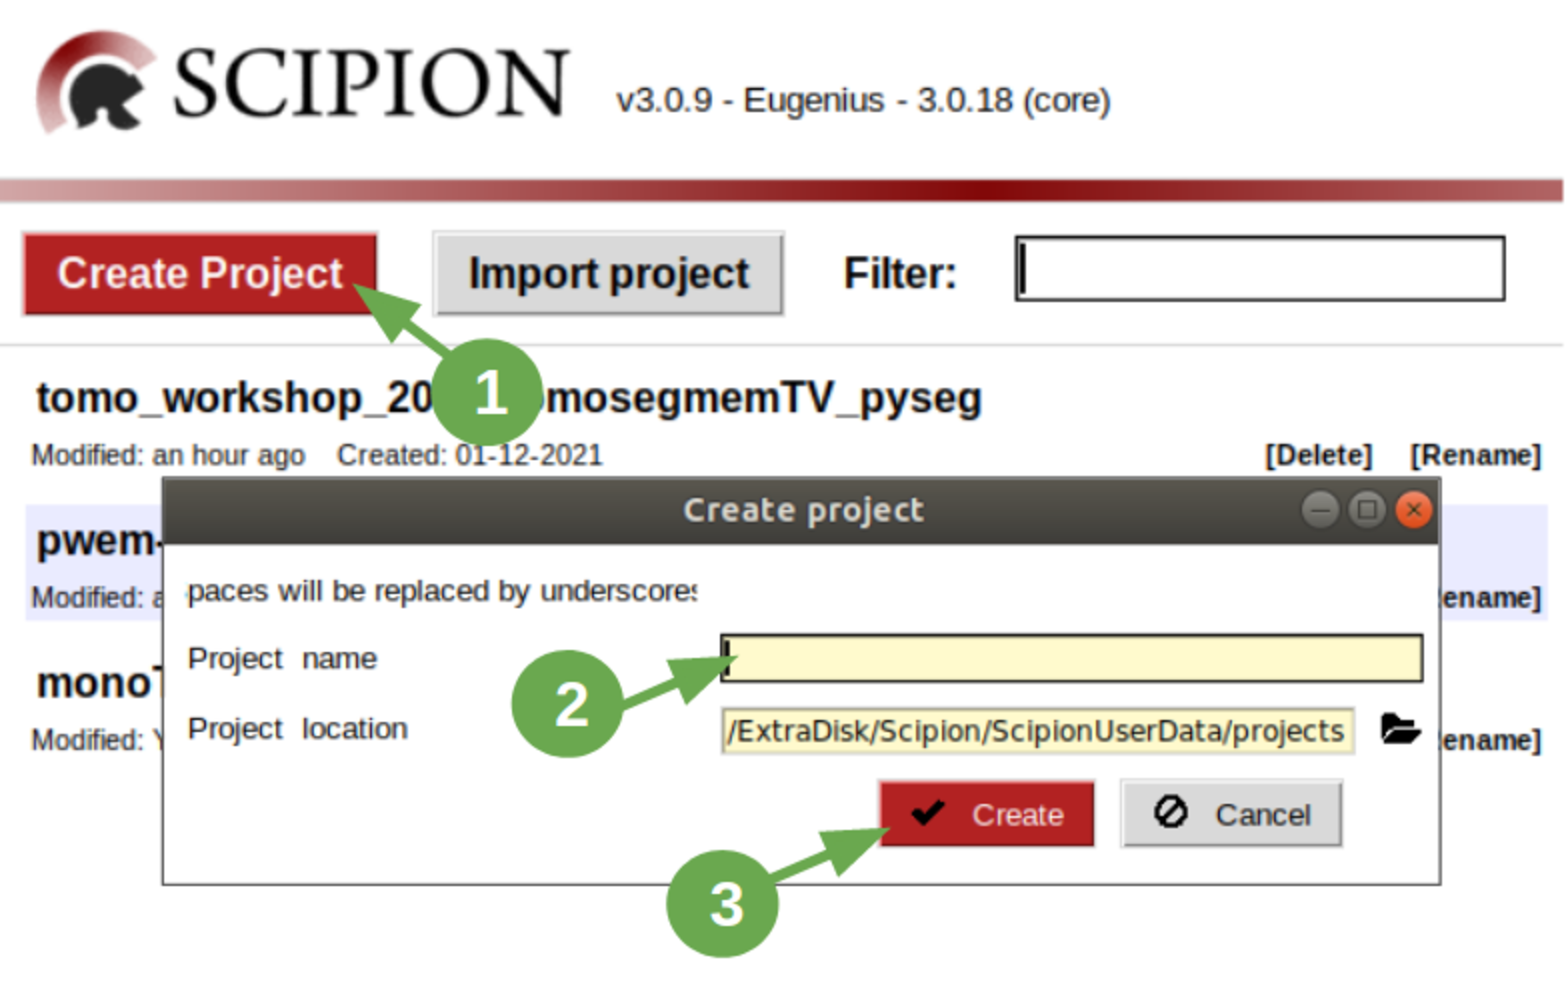 SCIPION v3.0.9 - Eugenius - 3.0.18 (core)
Create Project Import project Filter:
1
tomo_workshop_20 mosegmemTV_pyseg
Modified: an hour ago Created: 01-12-2021 [Delete] [Rename]
Create project
pwem-
Modified: a ename]
paces will be replaced by underscores
Project name
2
mono
Project location /ExtraDisk/Scipion/ScipionUserData/projects
Modified: Y ename]
Create Cancel
3